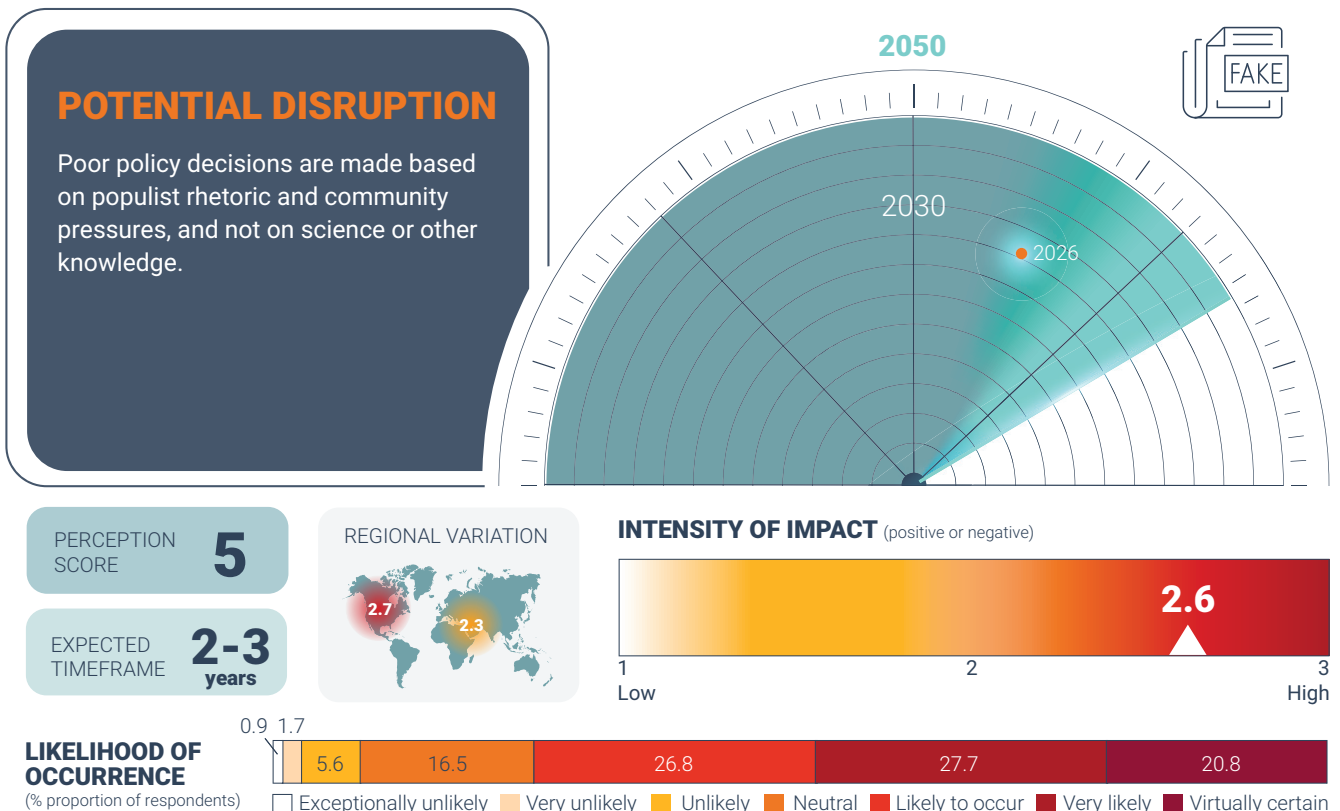 POTENTIAL DISRUPTION
Poor policy decisions are made based
on populist rhetoric and community
pressures, and not on science or other
knowledge.
2050
FAKE
2030
2026
PERCEPTION
SCORE
5
EXPECTED
TIMEFRAME
2-3
years
REGIONAL VARIATION
2.7
2.3
INTENSITY OF IMPACT (positive or negative)
2.6
1 2 3
Low High
LIKELIHOOD OF
OCCURRENCE
(% proportion of respondents)
0.9 1.7
5.6 16.5 26.8 27.7 20.8
Exceptionally unlikely Very unlikely Unlikely Neutral Likely to occur Very likely Virtually certain